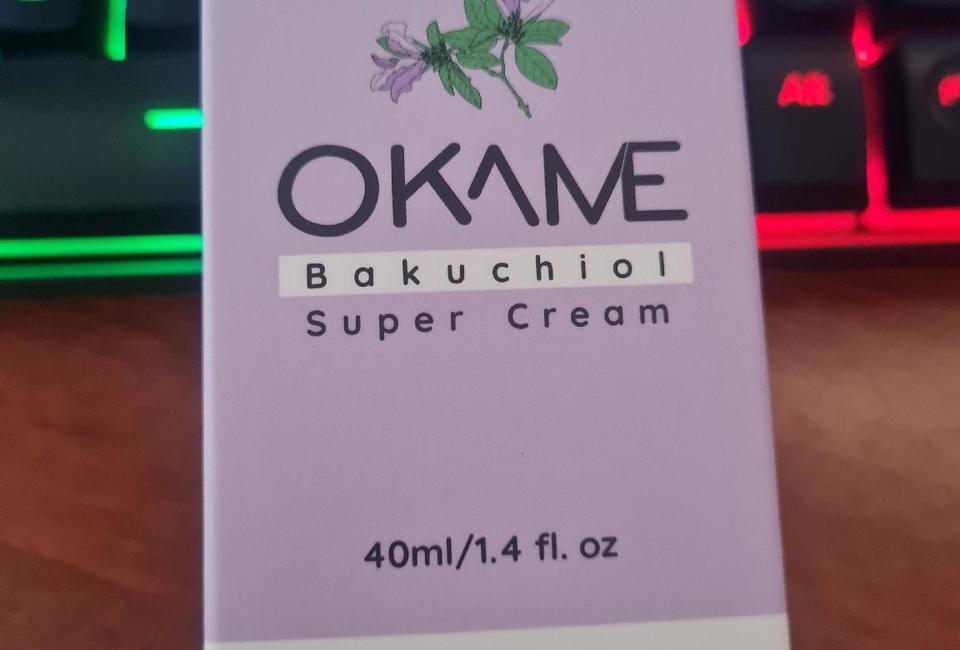 OKAME
Bakuchiol
Super Cream
40ml/1.4 fl. oz